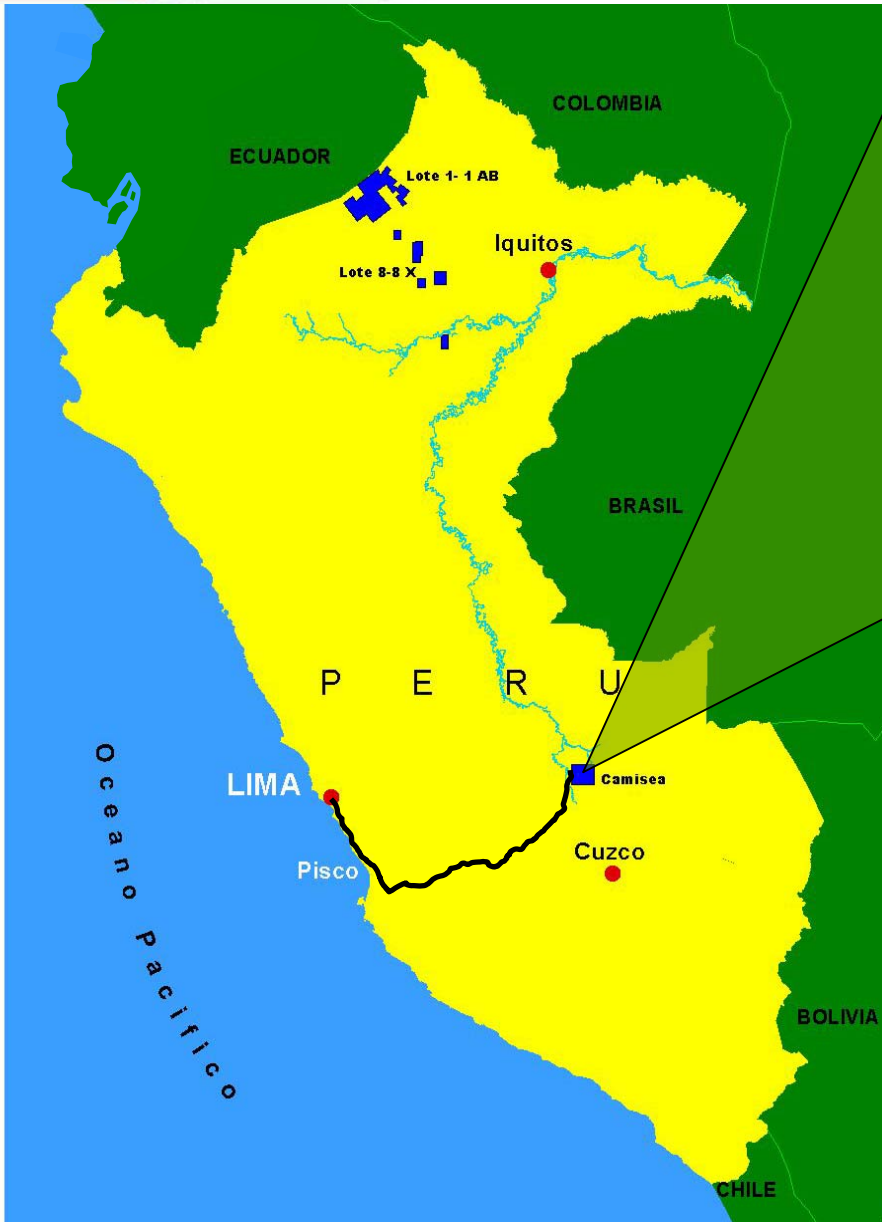 COLOMBIA
ECUADOR
Lote 1- 1 AB
Iquitos
Lote 8-8 X
BRASIL
P E R U
LIMA
Camisea
Pisco
Cuzco
Oceano Pacifico
BOLIVIA
CHILE